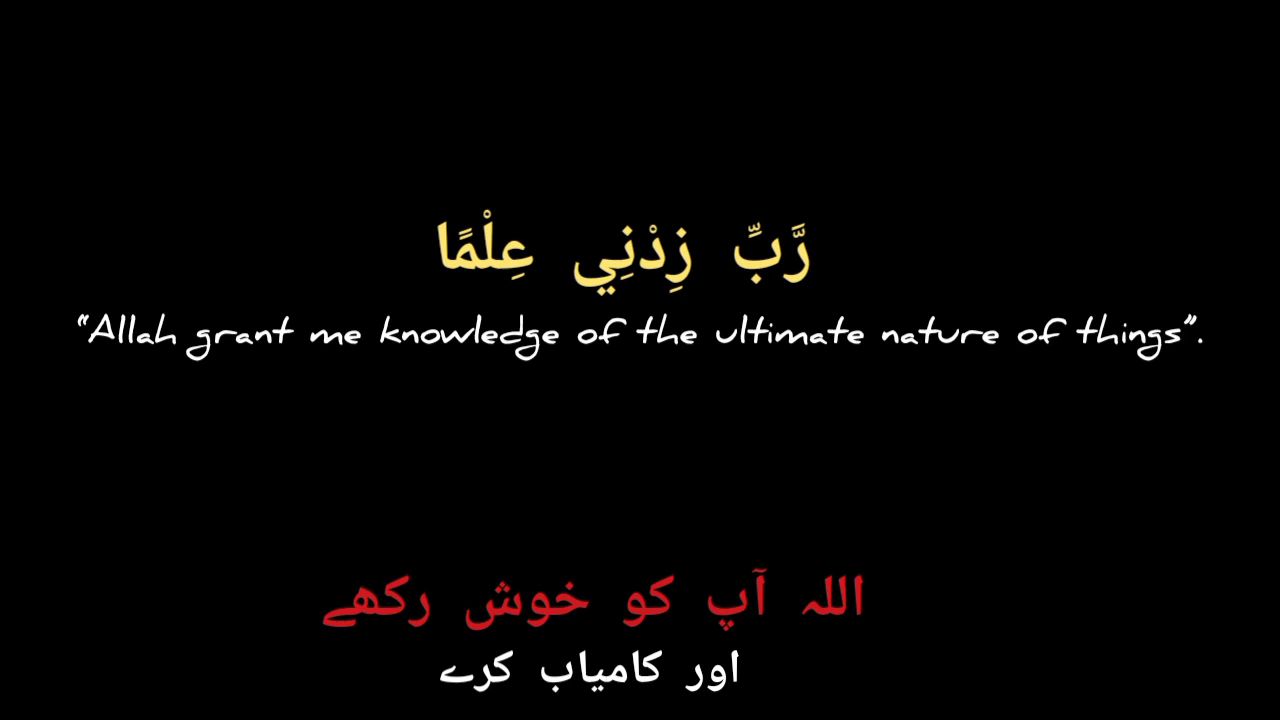 رَّبِّ زِدْنِي عِلْمًا
“Allah grant me knowledge of the ultimate nature of things”.
اللہ آپ کو خوش رکھے
اور کامیاب کرے